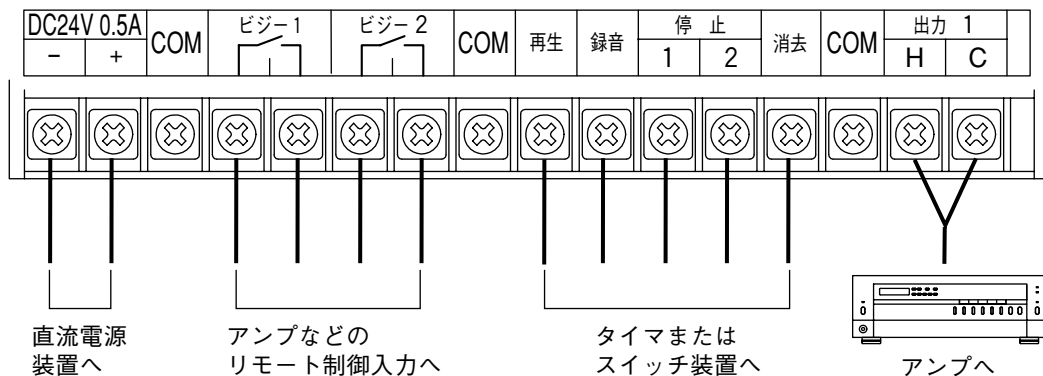 DC24V 0.5A
− +
COM
ビジー 1
ビジー 2
COM
再生
録音
停 止
1 2
消去
COM
出力 1
H C
直流電源
装置へ
アンプなどの
リモート制御入力へ
タイマまたは
スイッチ装置へ
アンプへ